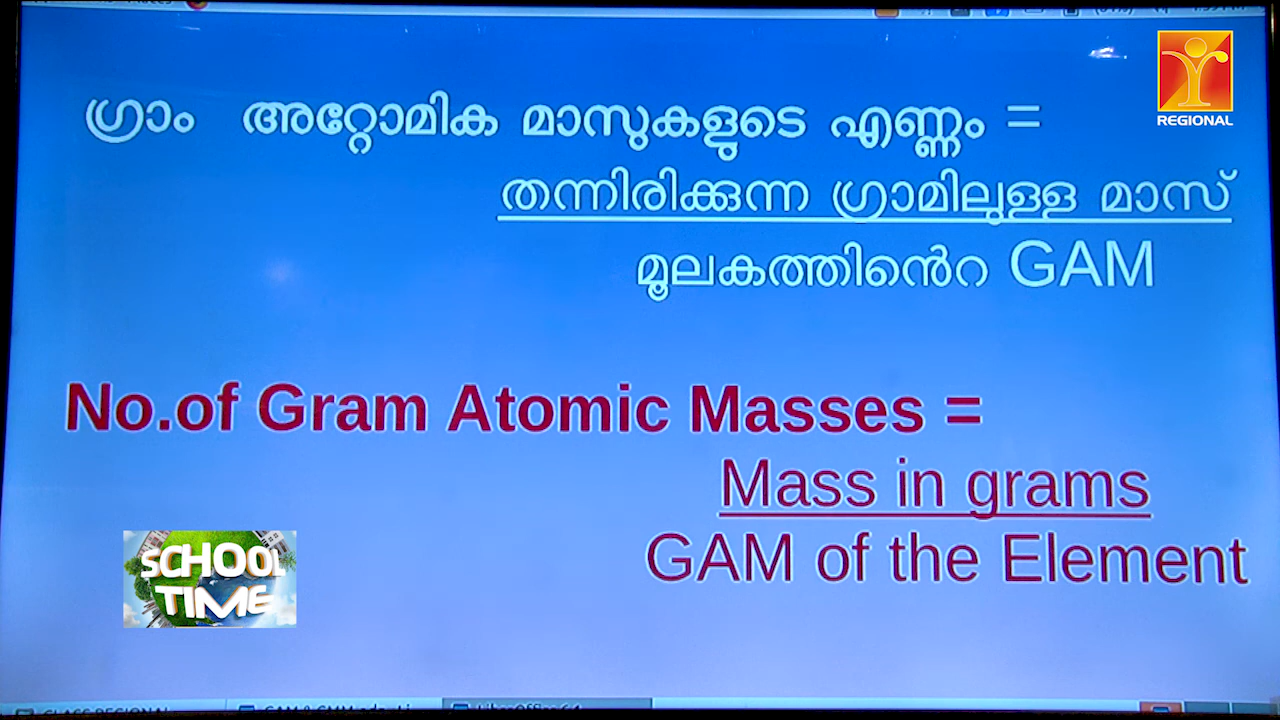 REGIONAL
ഗ്രാം അറ്റോമിക മാസുകളുടെ എണ്ണം =
തന്നിരിക്കുന്ന ഗ്രാമിലുള്ള മാസ്
മൂലകത്തിന്റെ GAM
No.of Gram Atomic Masses =
Mass in grams
GAM of the Element
SCHOOL
TIME